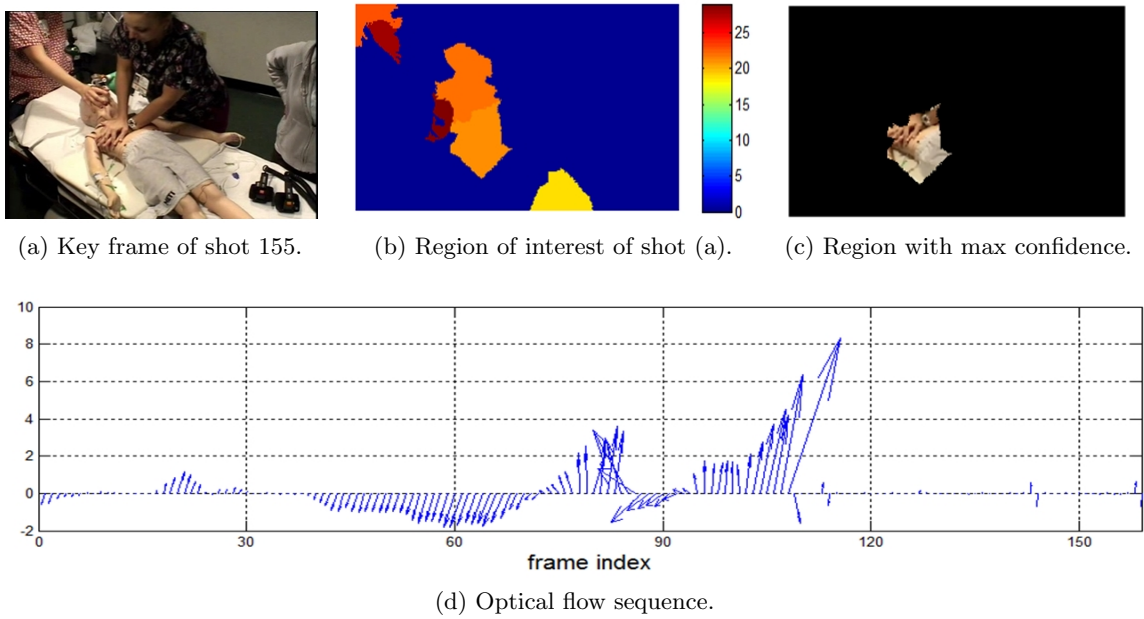 25
20
15
10
5
0
(a) Key frame of shot 155.
(b) Region of interest of shot (a).
(c) Region with max confidence.
10
8
6
4
2
0
-2
0 30 60 90 120 150
frame index
(d) Optical flow sequence.